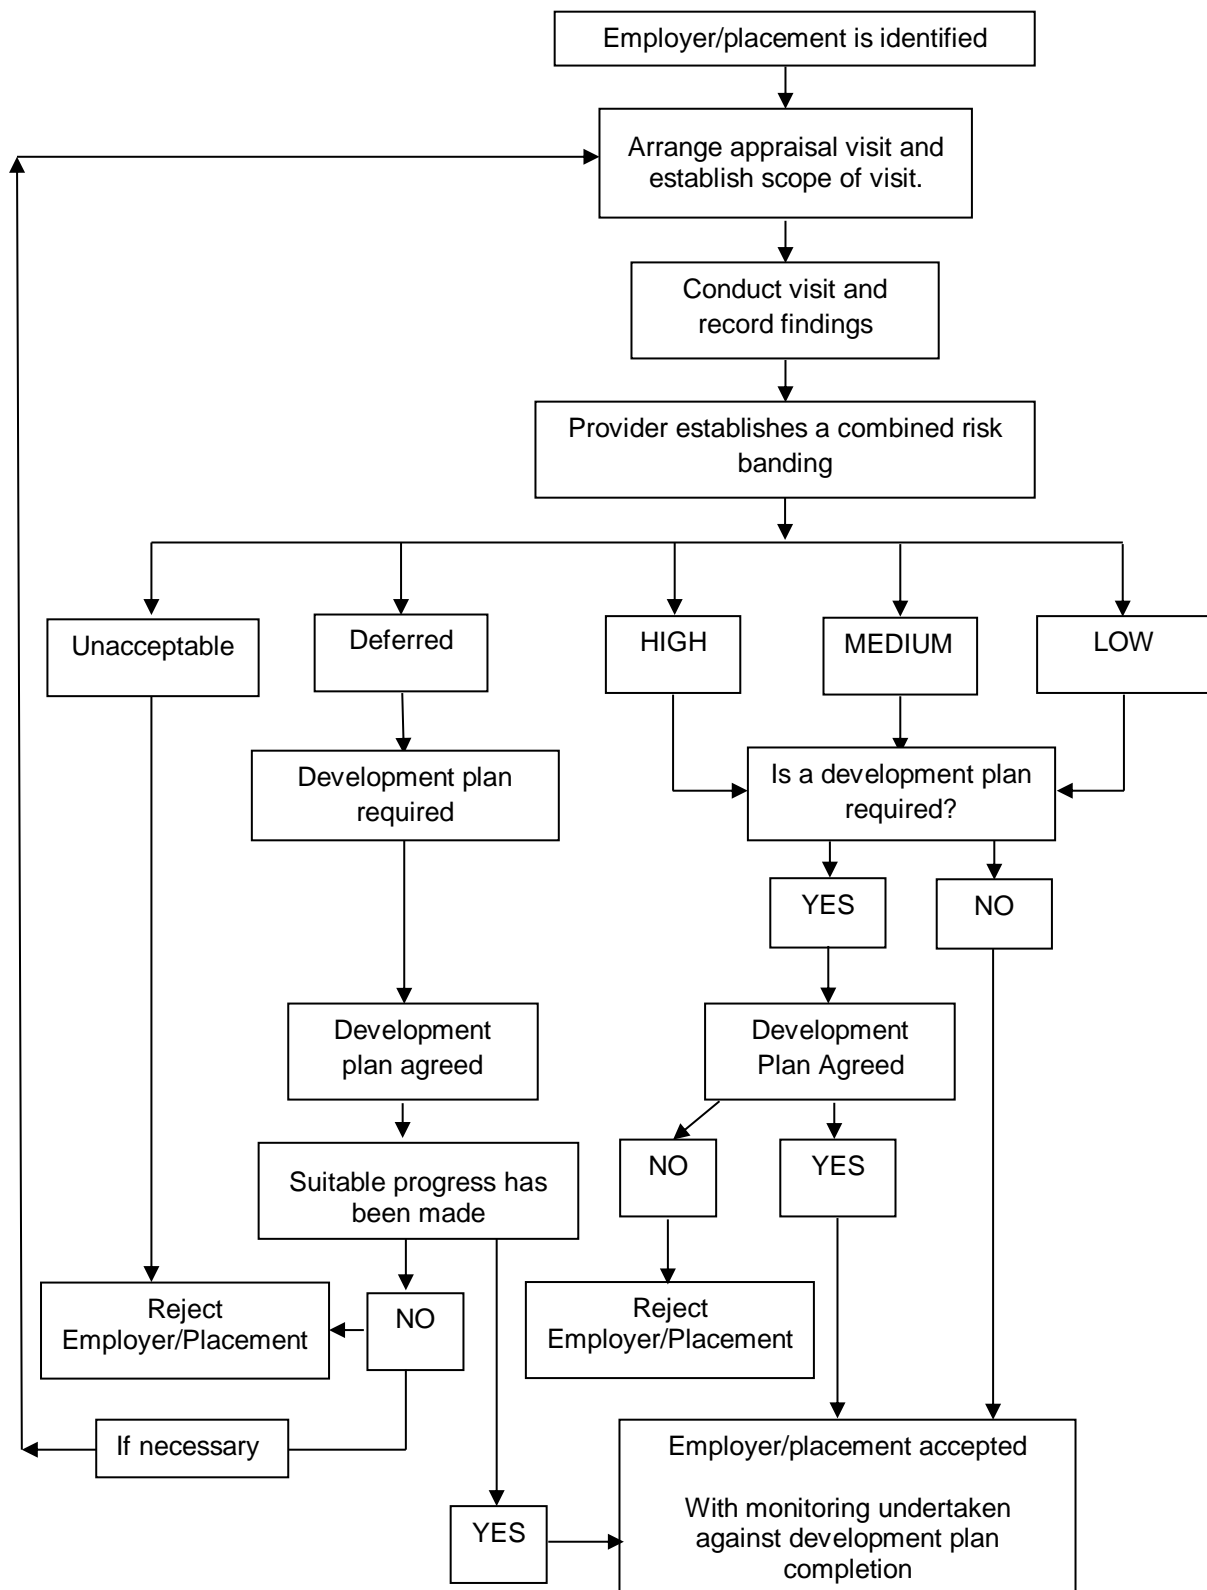 Employer/placement is identified
Arrange appraisal visit and
establish scope of visit.
Conduct visit and
record findings
Provider establishes a combined risk
banding
Unacceptable
Deferred
HIGH
MEDIUM
LOW
Development plan
required
Is a development plan
required?
YES
NO
Development
plan agreed
Development
Plan Agreed
NO
YES
Suitable progress has
been made
Reject
Employer/Placement
NO
Reject
Employer/Placement
If necessary
YES
Employer/placement accepted
With monitoring undertaken
against development plan
completion